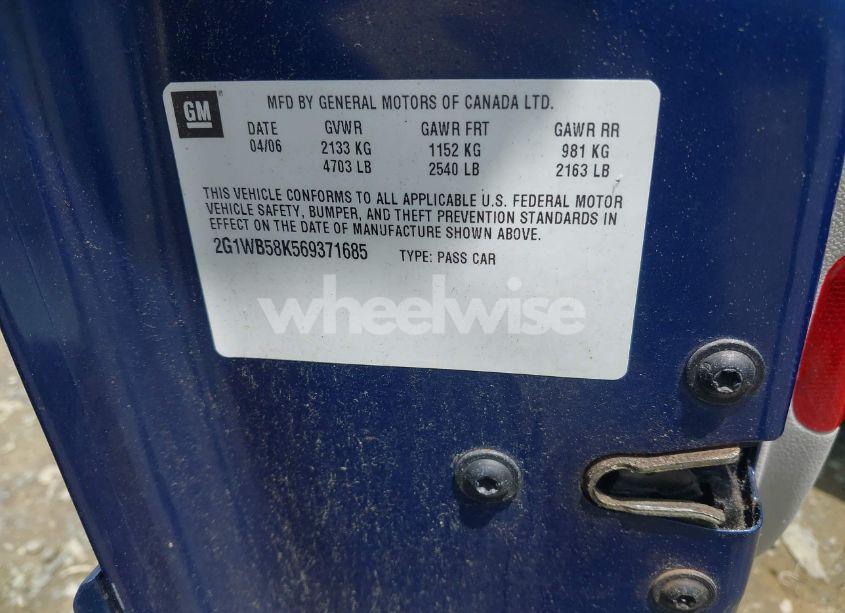 GM
MFD BY GENERAL MOTORS OF CANADA LTD.
DATE GVWR GAWR FRT GAWR RR
04/06 2133 KG 1152 KG 981 KG
4703 LB 2540 LB 2163 LB
THIS VEHICLE CONFORMS TO ALL APPLICABLE U.S. FEDERAL MOTOR
VEHICLE SAFETY, BUMPER, AND THEFT PREVENTION STANDARDS IN
EFFECT ON THE DATE OF MANUFACTURE SHOWN ABOVE.
2G1WB58K569371685 TYPE: PASS CAR
wheelwise